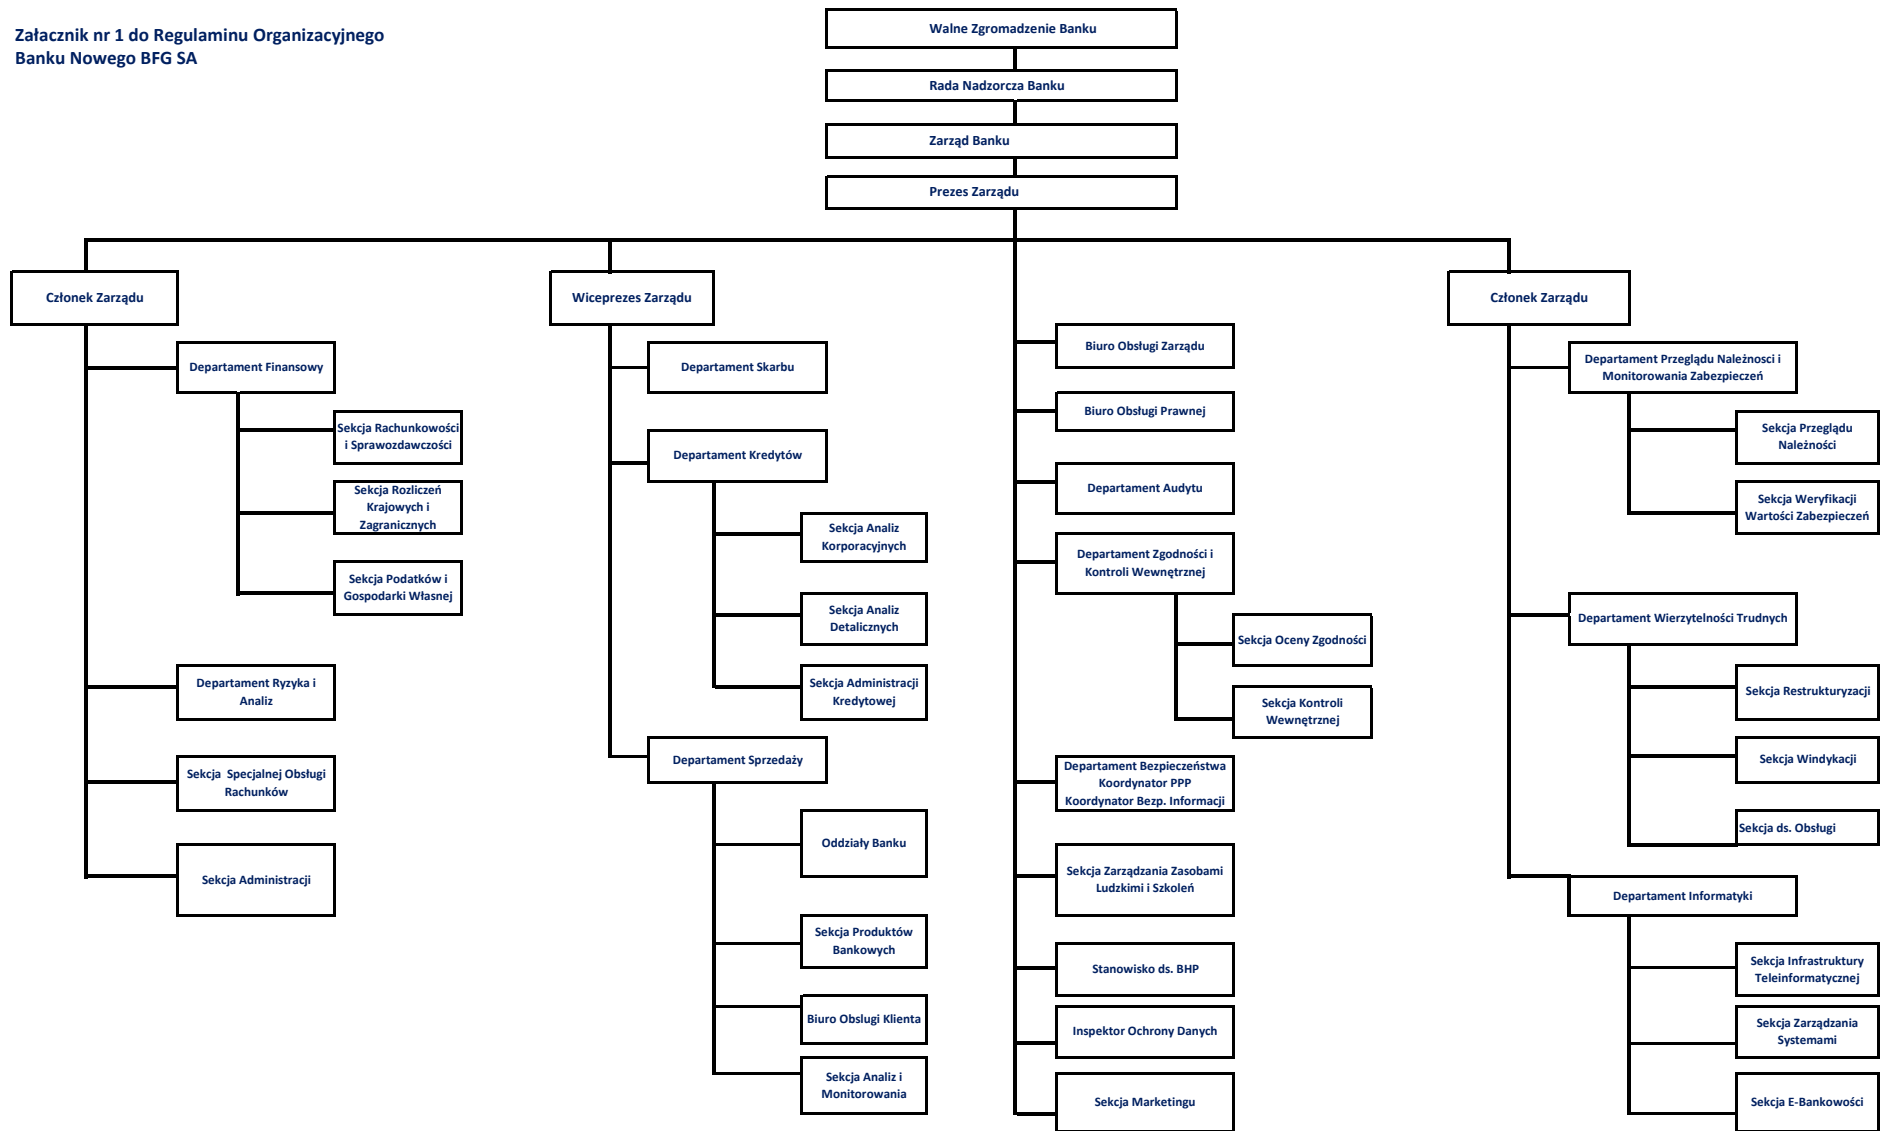 Załacznik nr 1 do Regulaminu Organizacyjnego
Banku Nowego BFG SA
Walne Zgromadzenie Banku
Rada Nadzorcza Banku
Zarząd Banku
Prezes Zarządu
Członek Zarządu
Departament Finansowy
Sekcja Rachunkowości
i Sprawozdawczości
Sekcja Rozliczeń
Krajowych i
Zagranicznych
Sekcja Podatków i
Gospodarki Własnej
Departament Ryzyka i
Analiz
Sekcja  Specjalnej Obsługi
Rachunków
Sekcja Administracji
Wiceprezes Zarządu
Departament Skarbu
Departament Kredytów
Sekcja Analiz
Korporacyjnych
Sekcja Analiz
Detalicznych
Sekcja Administracji
Kredytowej
Departament Sprzedaży
Oddziały Banku
Sekcja Produktów
Bankowych
Biuro Obslugi Klienta
Sekcja Analiz i
Monitorowania
Biuro Obsługi Zarządu
Biuro Obsługi Prawnej
Departament Audytu
Departament Zgodności i
Kontroli Wewnętrznej
Sekcja Oceny Zgodności
Sekcja Kontroli
Wewnętrznej
Departament Bezpieczeństwa
Koordynator PPP
Koordynator Bezp. Informacji
Sekcja Zarządzania Zasobami
Ludzkimi i Szkoleń
Stanowisko ds. BHP
Inspektor Ochrony Danych
Sekcja Marketingu
Członek Zarządu
Departament Przeglądu Należnosci i
Monitorowania Zabezpieczeń
Sekcja Przeglądu
Należności
Sekcja Weryfikacji
Wartości Zabezpieczeń
Departament Wierzytelności Trudnych
Sekcja Restrukturyzacji
Sekcja Windykacji
Sekcja ds. Obsługi
Departament Informatyki
Sekcja Infrastruktury
Teleinformatycznej
Sekcja Zarządzania
Systemami
Sekcja E-Bankowości